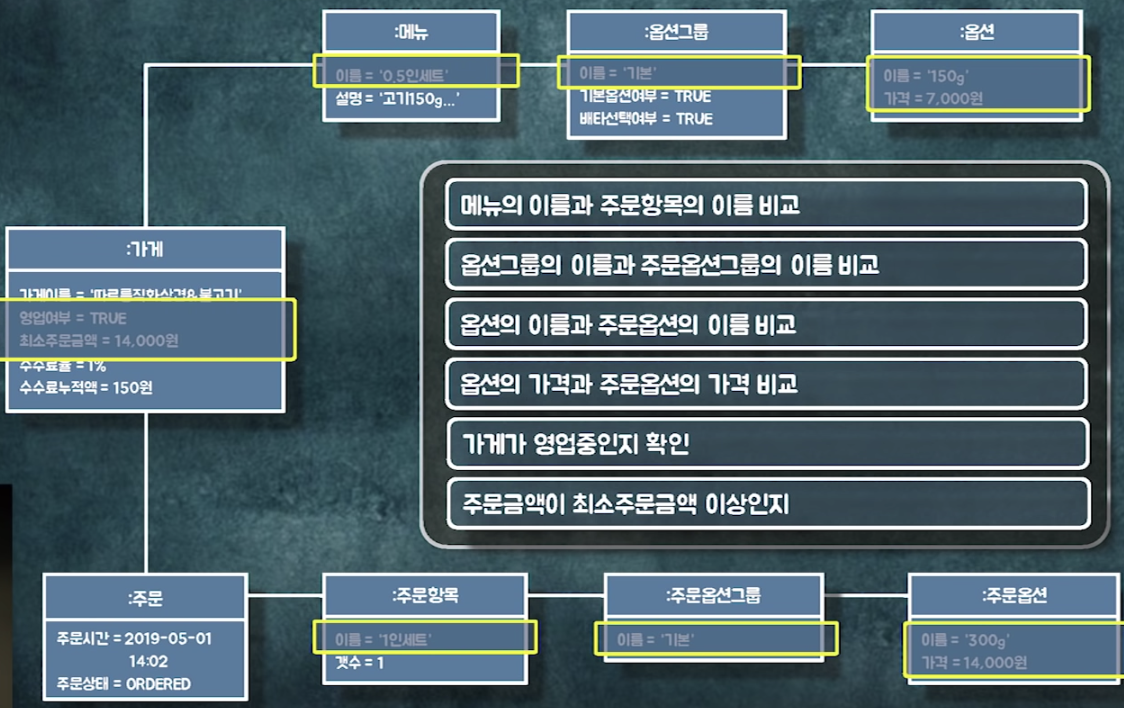 :메뉴
이름 = '0.5인세트'
설명 = '고기150g...'
:옵션그룹
이름 = '기본'
기본옵션여부 = TRUE
배타선택여부 = TRUE
:옵션
이름 = '150g'
가격 = 7,000원
:가게
가게이름 = '따르릉직화삼겹&불고기'
영업여부 = TRUE
최소주문금액 = 14,000원
수수료율 = 1%
수수료누적액 = 150원
메뉴의 이름과 주문항목의 이름 비교
옵션그룹의 이름과 주문옵션그룹의 이름 비교
옵션의 이름과 주문옵션의 이름 비교
옵션의 가격과 주문옵션의 가격 비교
가게가 영업중인지 확인
주문금액이 최소주문금액 이상인지
:주문
주문시간 = 2019-05-01
14:02
주문상태 = ORDERED
:주문항목
이름 = '1인세트'
갯수 = 1
:주문옵션그룹
이름 = '기본'
:주문옵션
이름 = '300g'
가격 = 14,000원